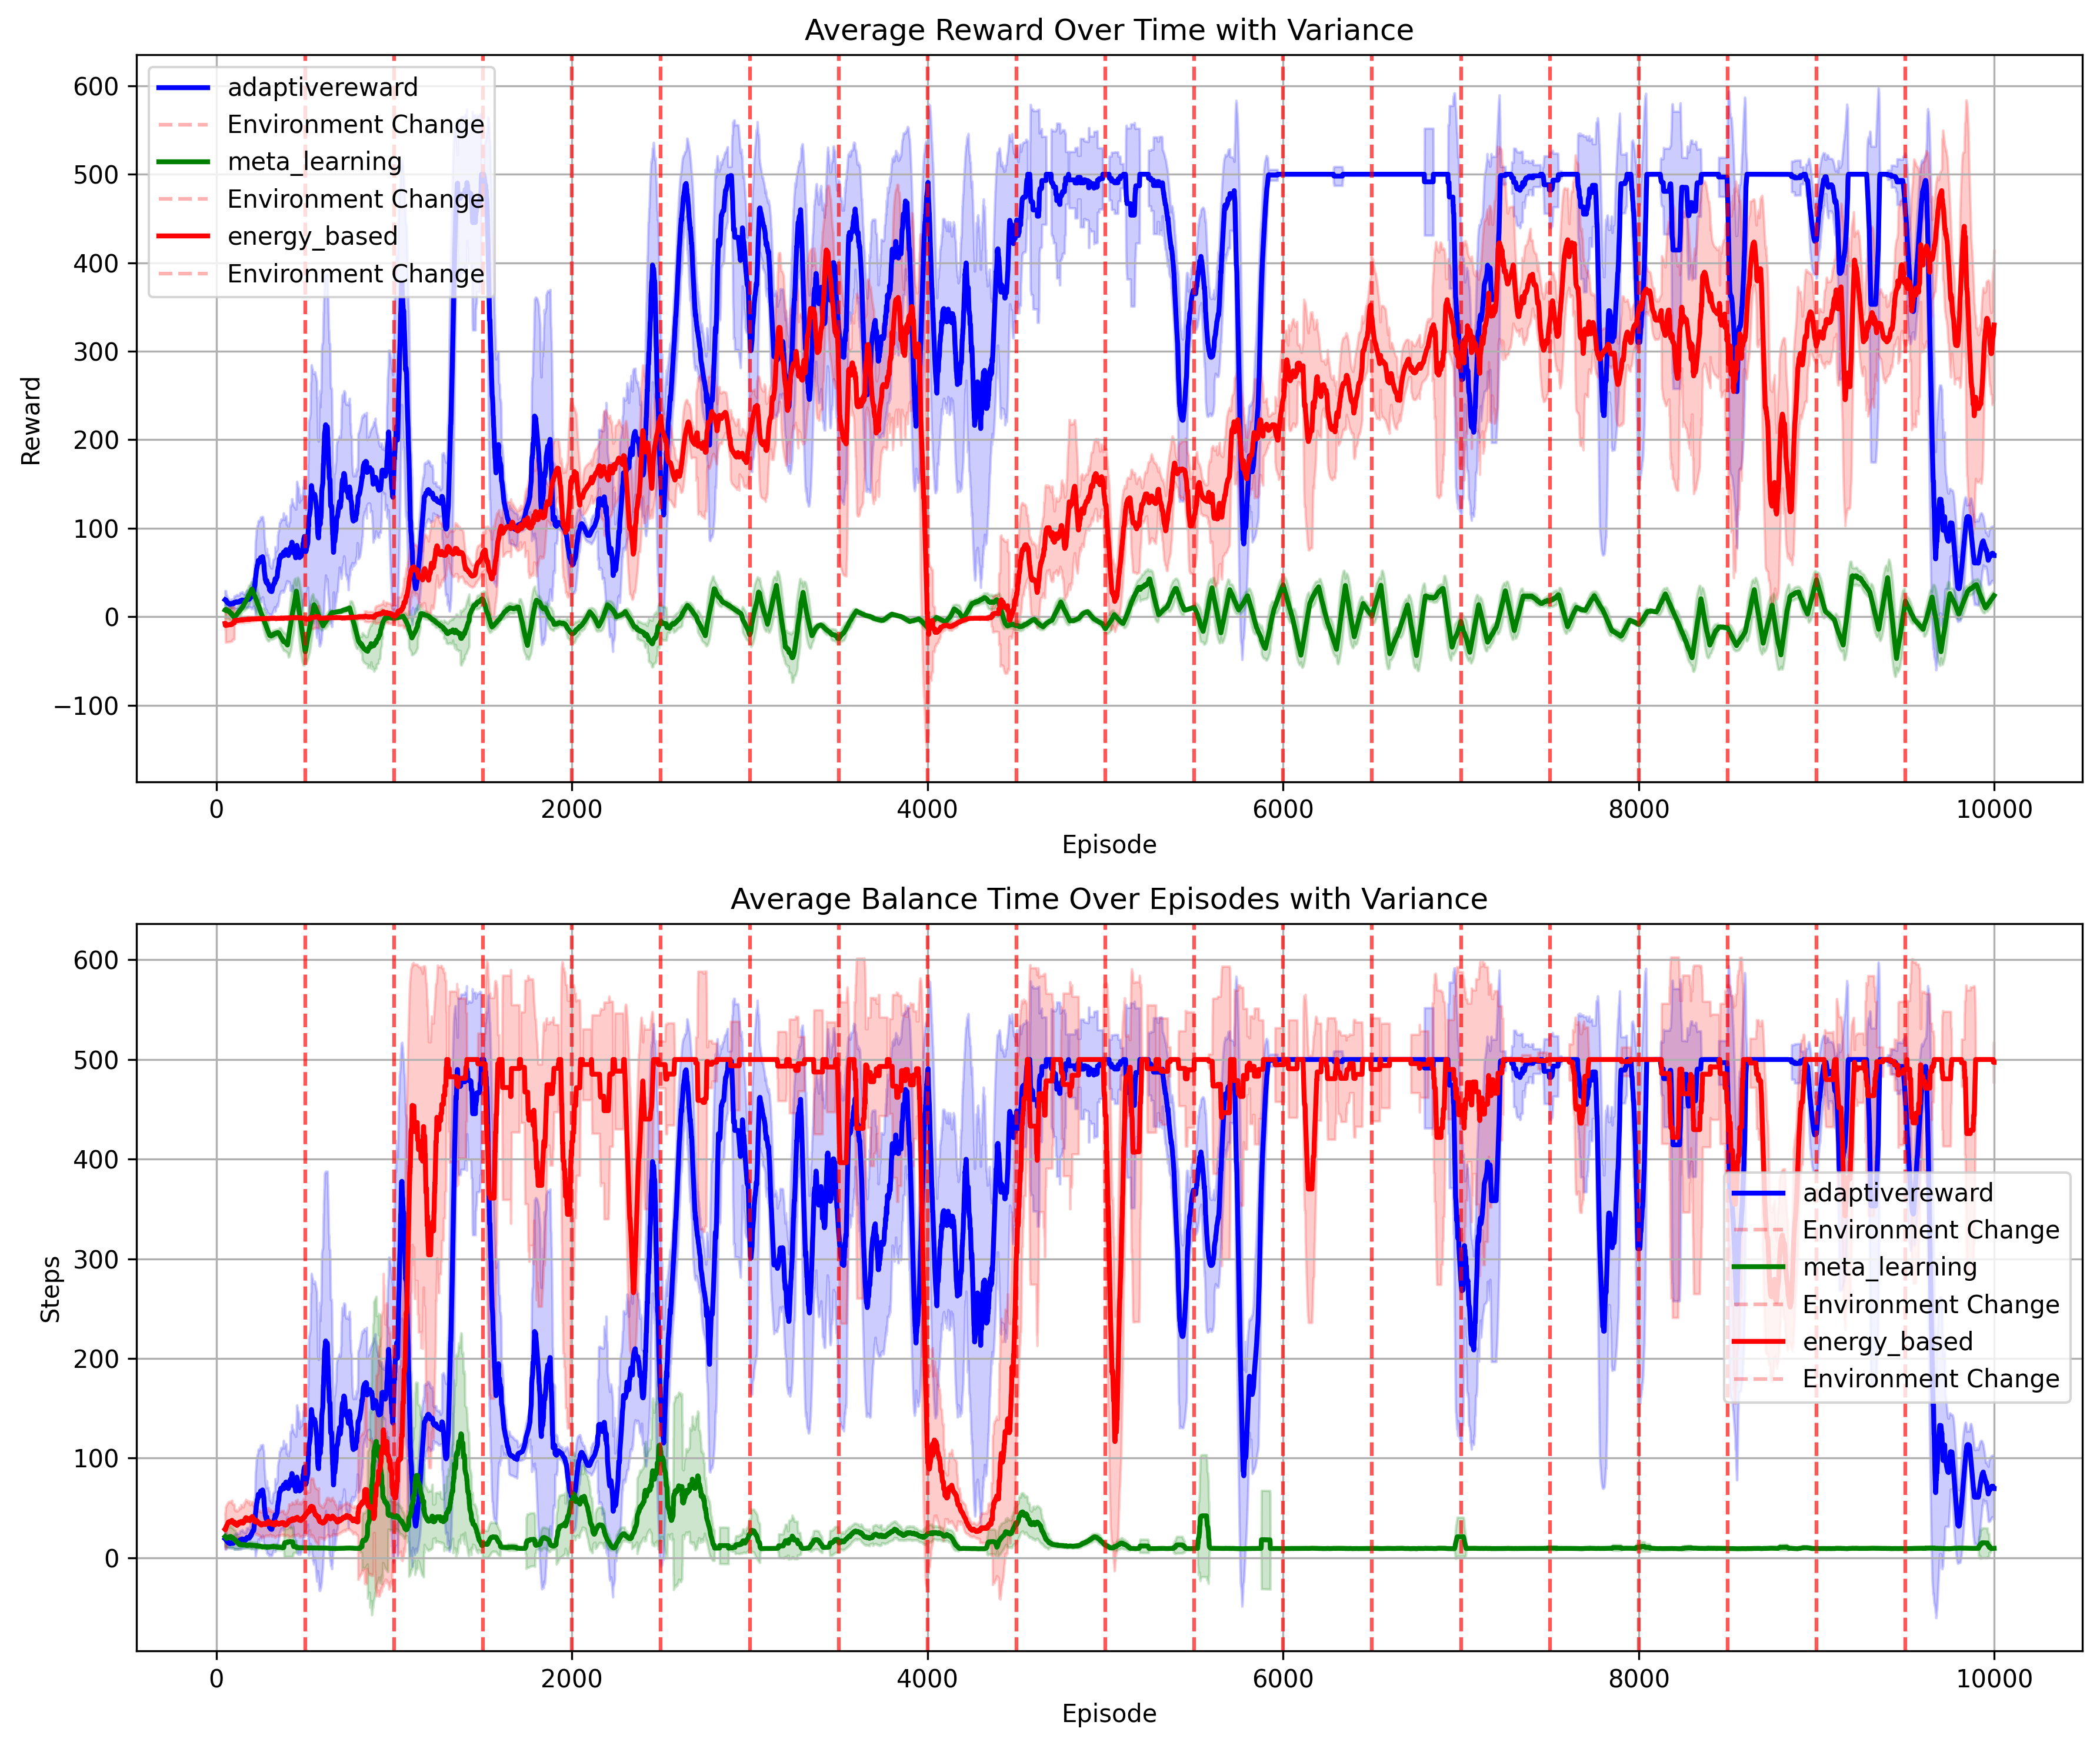 Average Reward Over Time with Variance
600
500
400
300
200
100
0
−100
Reward
adaptivereward
Environment Change
meta_learning
Environment Change
energy_based
Environment Change
0
2000
4000
6000
8000
10000
Episode
Average Balance Time Over Episodes with Variance
600
500
400
300
200
100
0
Steps
adaptivereward
Environment Change
meta_learning
Environment Change
energy_based
Environment Change
0
2000
4000
6000
8000
10000
Episode